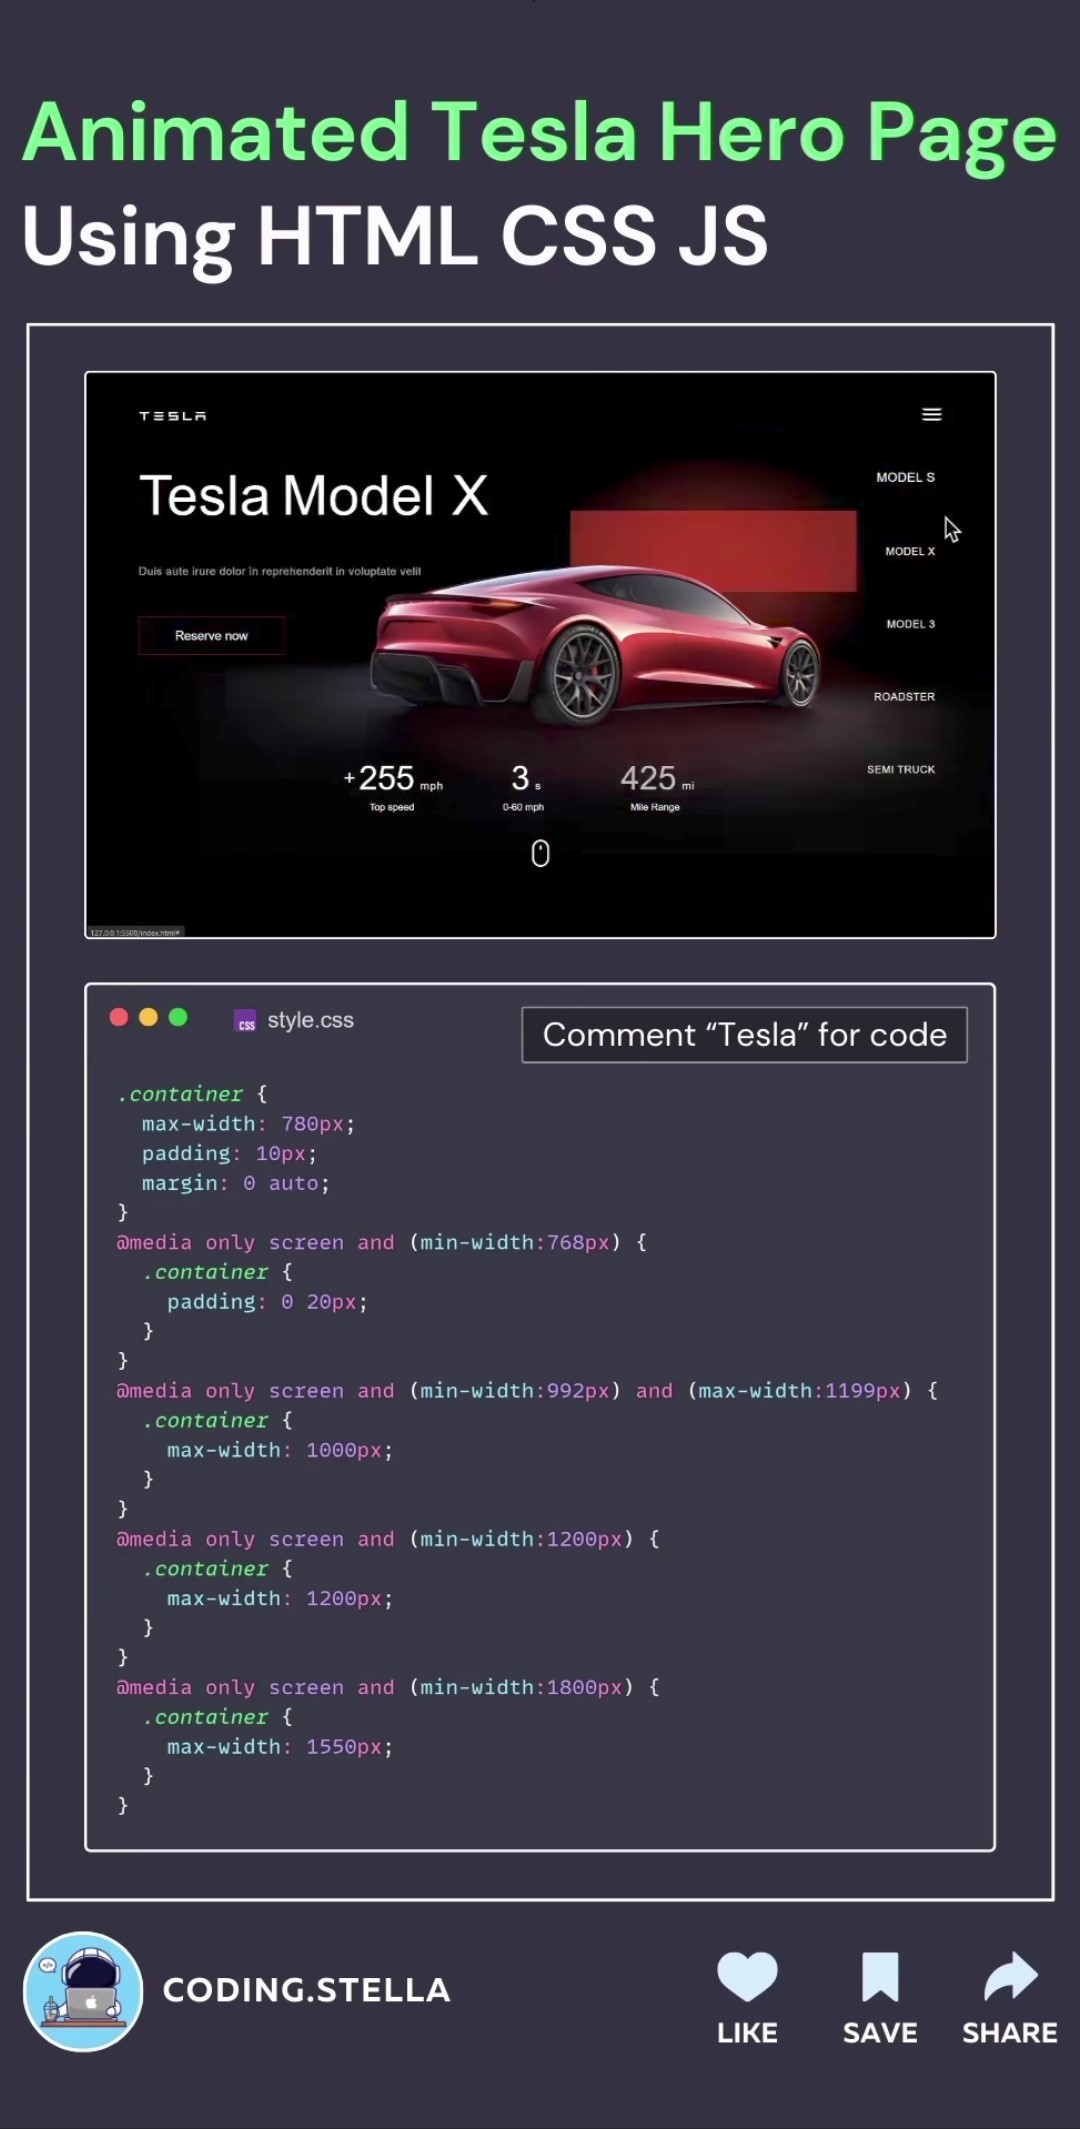 Animated Tesla Hero Page
Using HTML CSS JS
TESLA
Tesla Model X
Duis aute irure dolor in reprehenderit in voluptate velit
Reserve now
MODEL S
MODEL X
MODEL 3
ROADSTER
SEMI TRUCK
+255 mph
Top speed
3 s
0-60 mph
425 mi
Mile Range
127.0.0.1:5500/index.html#
CSS style.css
Comment “Tesla” for code
.container {
  max-width: 780px;
  padding: 10px;
  margin: 0 auto;
}
@media only screen and (min-width:768px) {
  .container {
    padding: 0 20px;
  }
}
@media only screen and (min-width:992px) and (max-width:1199px) {
  .container {
    max-width: 1000px;
  }
}
@media only screen and (min-width:1200px) {
  .container {
    max-width: 1200px;
  }
}
@media only screen and (min-width:1800px) {
  .container {
    max-width: 1550px;
  }
}
</>
CODING.STELLA
LIKE
SAVE
SHARE